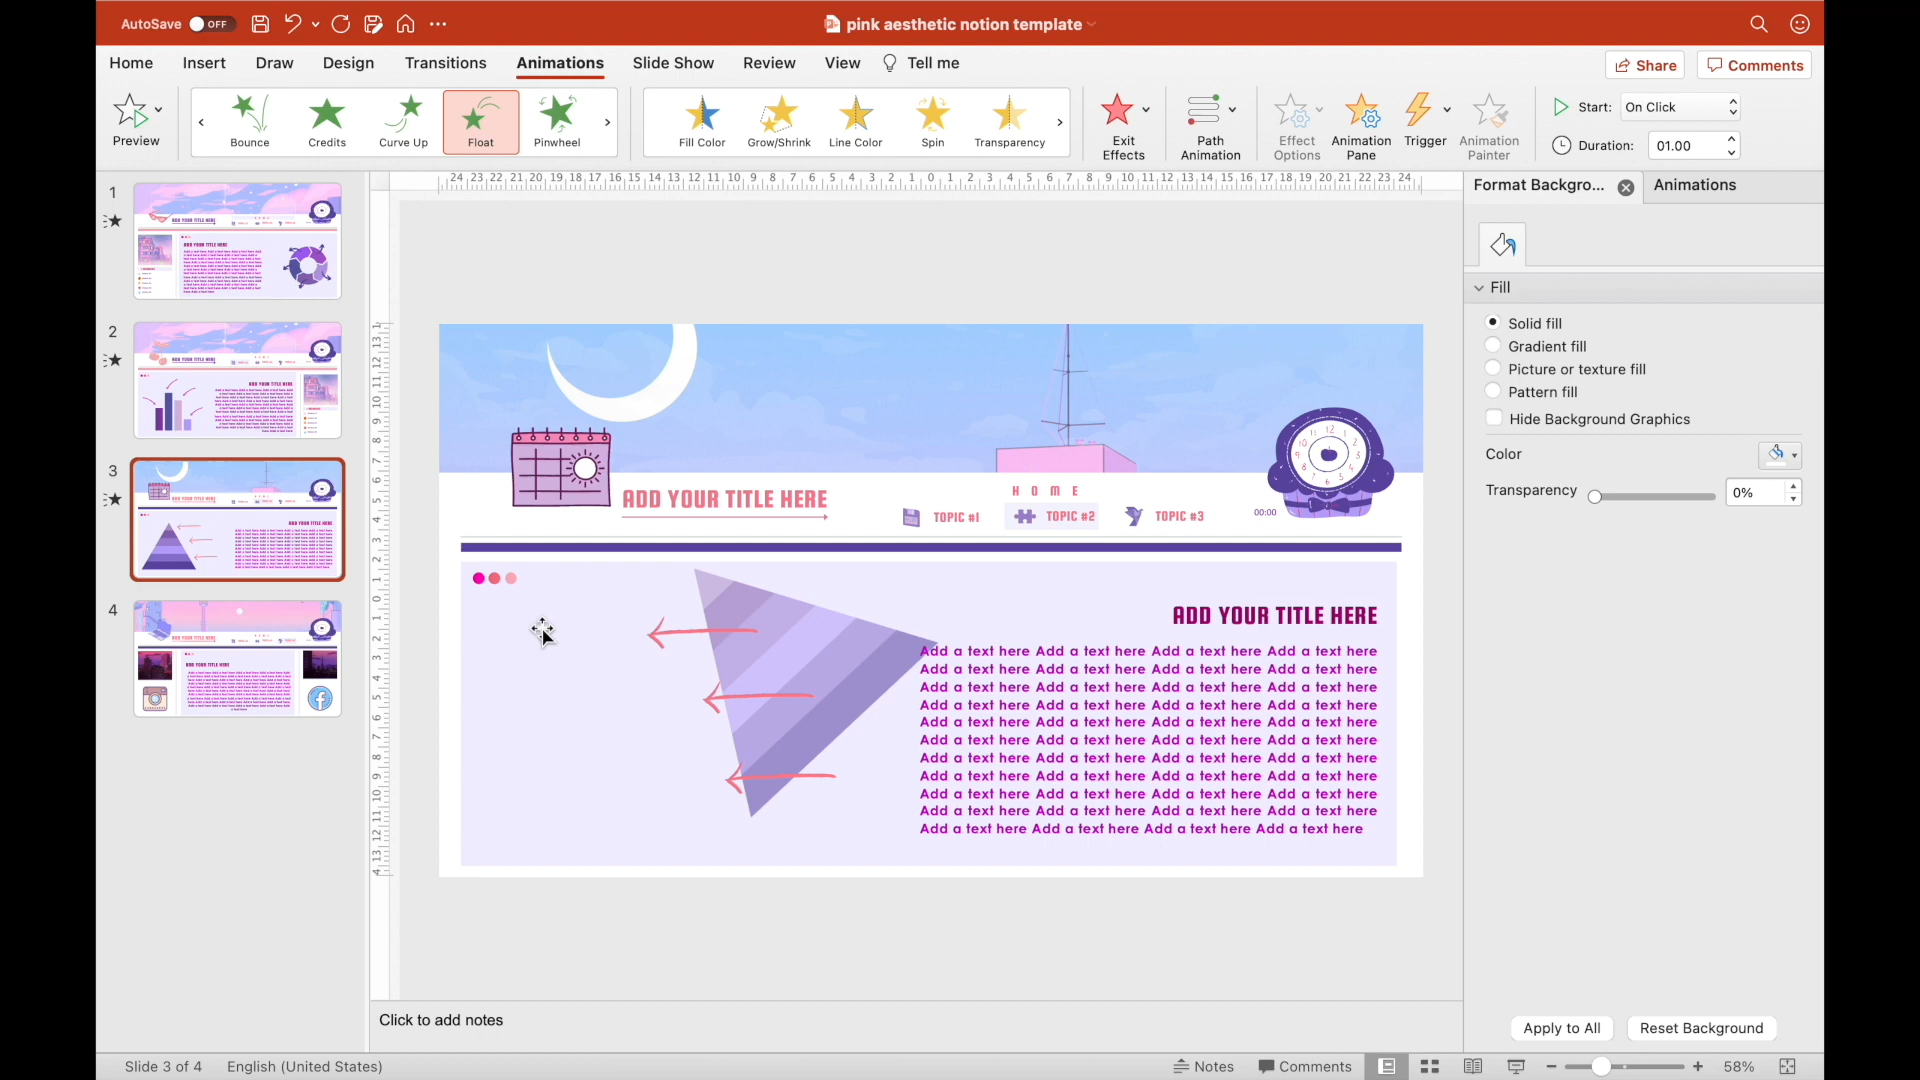 AutoSave OFF
pink aesthetic notion template
Home Insert Draw Design Transitions Animations Slide Show Review View Tell me
Share Comments
Preview
Bounce Credits Curve Up Float Pinwheel
Fill Color Grow/Shrink Line Color Spin Transparency
Exit Effects
Path Animation
Effect Options
Animation Pane
Trigger
Animation Painter
Start: On Click
Duration: 01.00
Format Backgro...
Animations
Fill
Solid fill
Gradient fill
Picture or texture fill
Pattern fill
Hide Background Graphics
Color
Transparency 0%
Apply to All
Reset Background
1
2
3
4
ADD YOUR TITLE HERE
HOME
TOPIC #1 TOPIC #2 TOPIC #3
00:00
ADD YOUR TITLE HERE
Add a text here Add a text here Add a text here Add a text here
Add a text here Add a text here Add a text here Add a text here
Add a text here Add a text here Add a text here Add a text here
Add a text here Add a text here Add a text here Add a text here
Add a text here Add a text here Add a text here Add a text here
Add a text here Add a text here Add a text here Add a text here
Add a text here Add a text here Add a text here Add a text here
Add a text here Add a text here Add a text here Add a text here
Add a text here Add a text here Add a text here Add a text here
Add a text here Add a text here Add a text here Add a text here
Add a text here Add a text here Add a text here Add a text here
Click to add notes
Slide 3 of 4 English (United States)
Notes Comments 58%